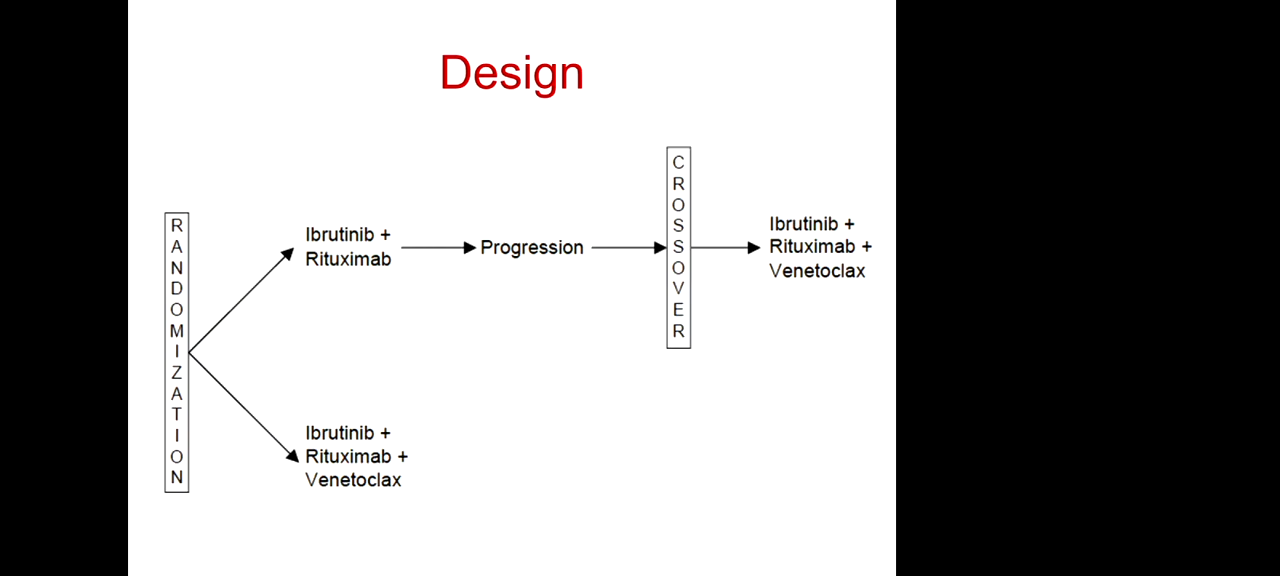 Design
RANDOMIZATION
Ibrutinib +
Rituximab
Progression
CROSSOVER
Ibrutinib +
Rituximab +
Venetoclax
Ibrutinib +
Rituximab +
Venetoclax